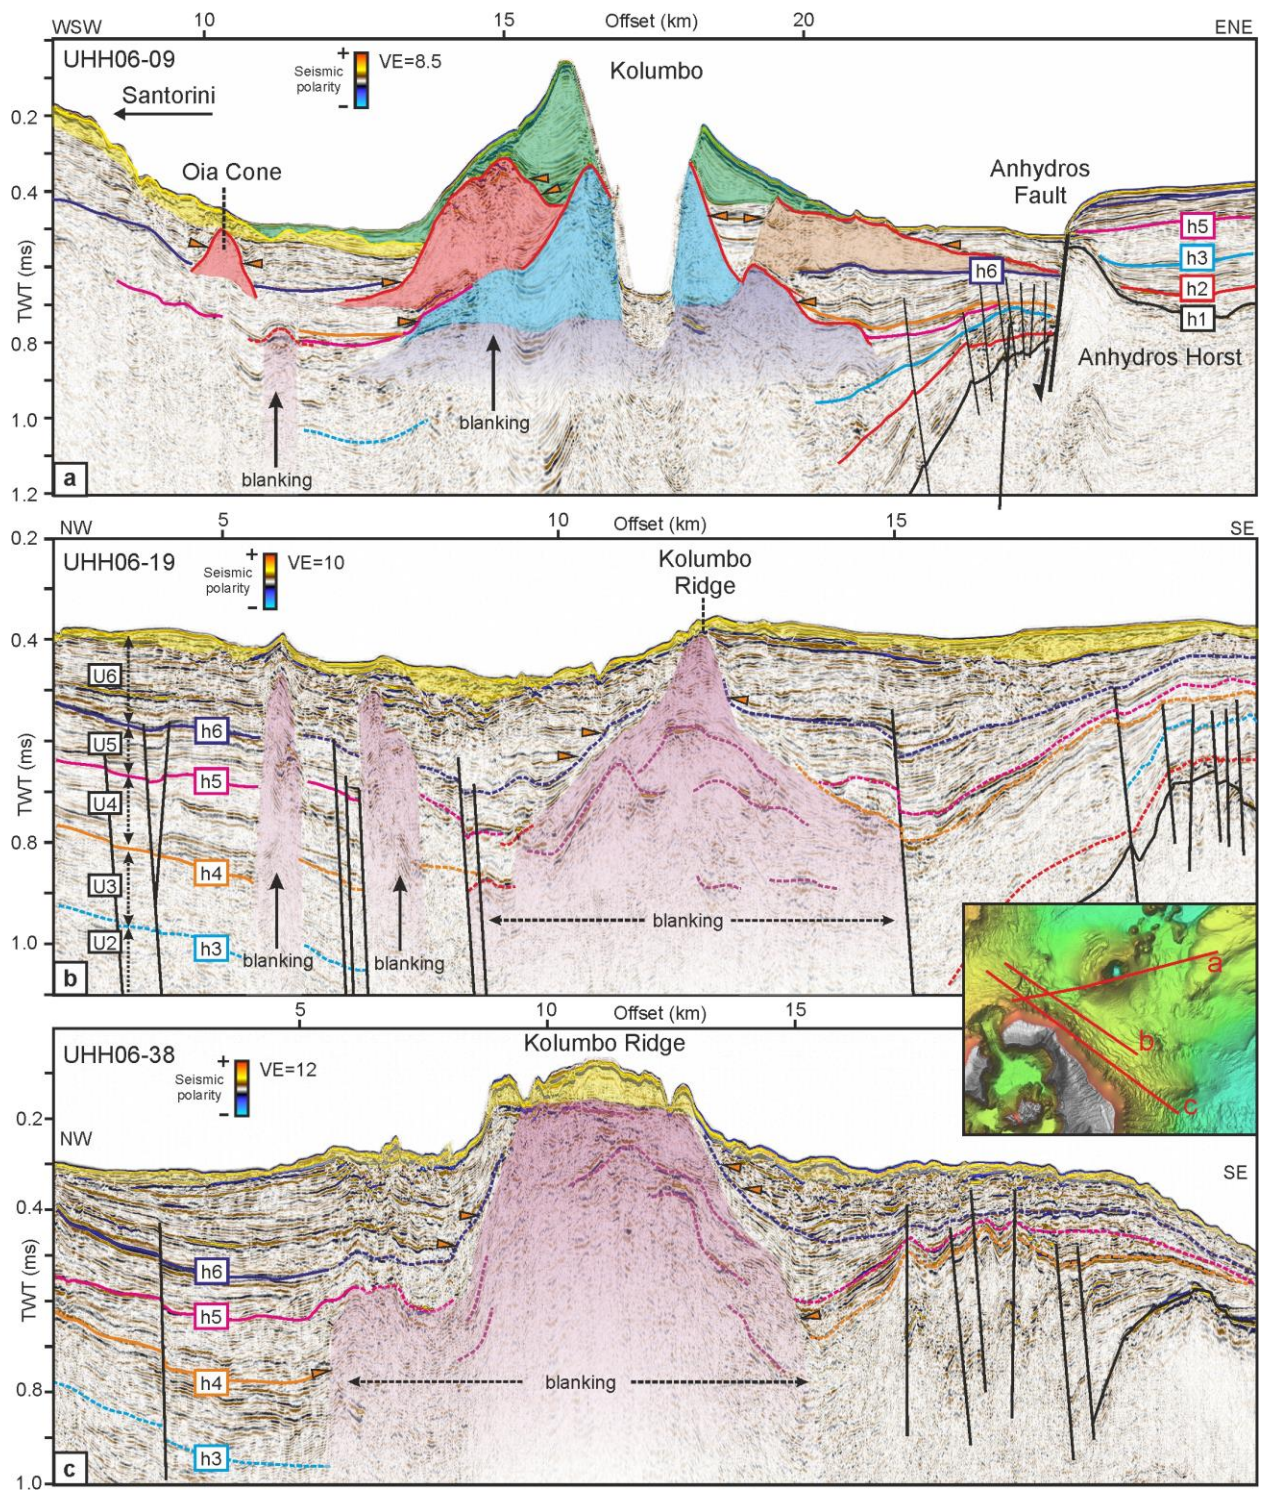 WSW 10 15 Offset (km) 20 ENE
UHH06-09
+
Seismic
polarity
–
VE=8.5
Kolumbo
Santorini
Oia Cone
Anhydros
Fault
0.2
0.4
0.6
0.8
1.0
1.2
TWT (ms)
h5
h3
h6
h2
h1
Anhydros Horst
blanking
blanking
a
NW 5 10 Offset (km) 15 SE
0.2
UHH06-19
+
Seismic
polarity
–
VE=10
Kolumbo
Ridge
0.4
0.6
0.8
1.0
TWT (ms)
U6
h6
U5
h5
U4
h4
U3
U2
h3
blanking
blanking
blanking
b
a
b
c
5 10 Offset (km) 15
UHH06-38
+
Seismic
polarity
–
VE=12
Kolumbo Ridge
NW
SE
0.2
0.4
0.6
0.8
1.0
TWT (ms)
h6
h5
h4
h3
blanking
c